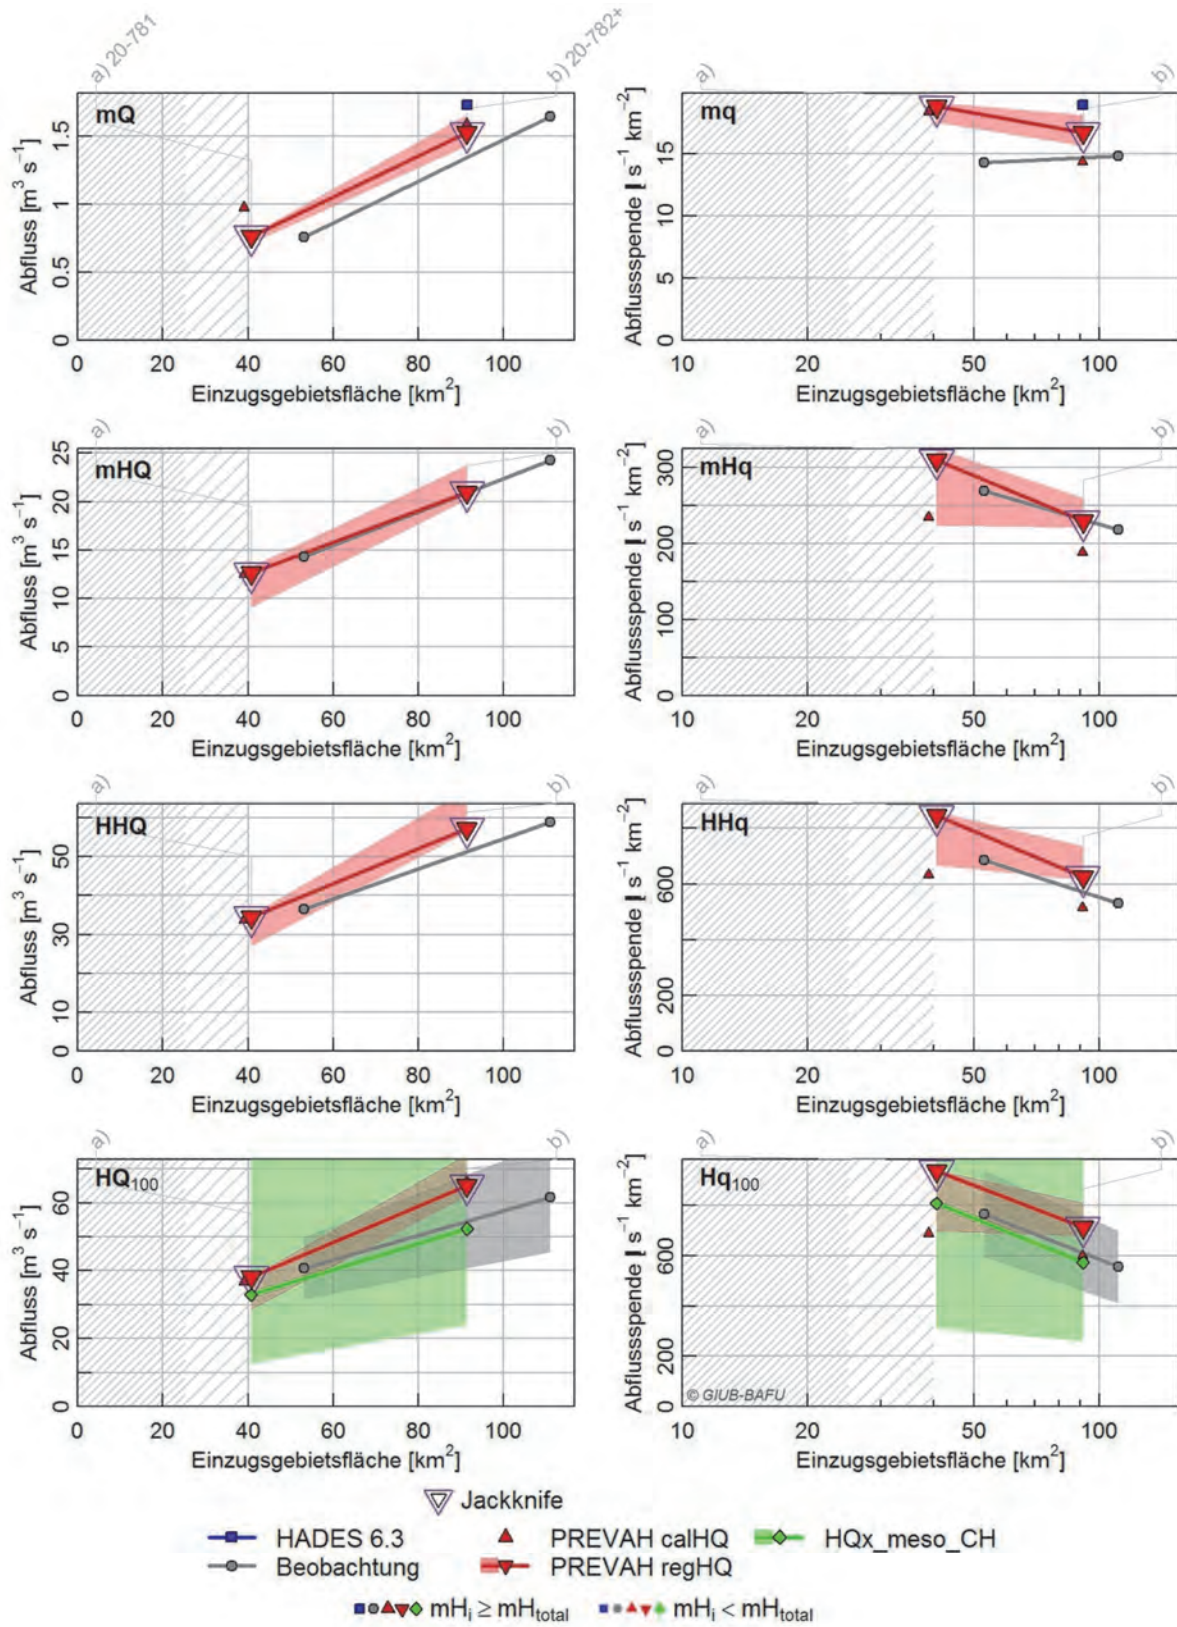 a) 20-781
b) 20-782+
a)
b)
mQ
Abfluss [m³ s⁻¹]
0
0.5
1
1.5
0 20 40 60 80 100
Einzugsgebietsfläche [km²]
mq
Abflussspende [l s⁻¹ km⁻²]
0
5
10
15
10 20 50 100
Einzugsgebietsfläche [km²]
a)
b)
a)
b)
mHQ
Abfluss [m³ s⁻¹]
0
5
10
15
20
25
0 20 40 60 80 100
Einzugsgebietsfläche [km²]
mHq
Abflussspende [l s⁻¹ km⁻²]
0
100
200
300
10 20 50 100
Einzugsgebietsfläche [km²]
a)
b)
a)
b)
HHQ
Abfluss [m³ s⁻¹]
0
10
30
50
0 20 40 60 80 100
Einzugsgebietsfläche [km²]
HHq
Abflussspende [l s⁻¹ km⁻²]
0
200
600
10 20 50 100
Einzugsgebietsfläche [km²]
a)
b)
a)
b)
HQ₁₀₀
Abfluss [m³ s⁻¹]
0
20
40
60
0 20 40 60 80 100
Einzugsgebietsfläche [km²]
Hq₁₀₀
Abflussspende [l s⁻¹ km⁻²]
0
200
600
© GIUB-BAFU
10 20 50 100
Einzugsgebietsfläche [km²]
Jackknife
HADES 6.3 PREVAH calHQ HQx_meso_CH
Beobachtung PREVAH regHQ
mHᵢ ≥ mH_total mHᵢ < mH_total